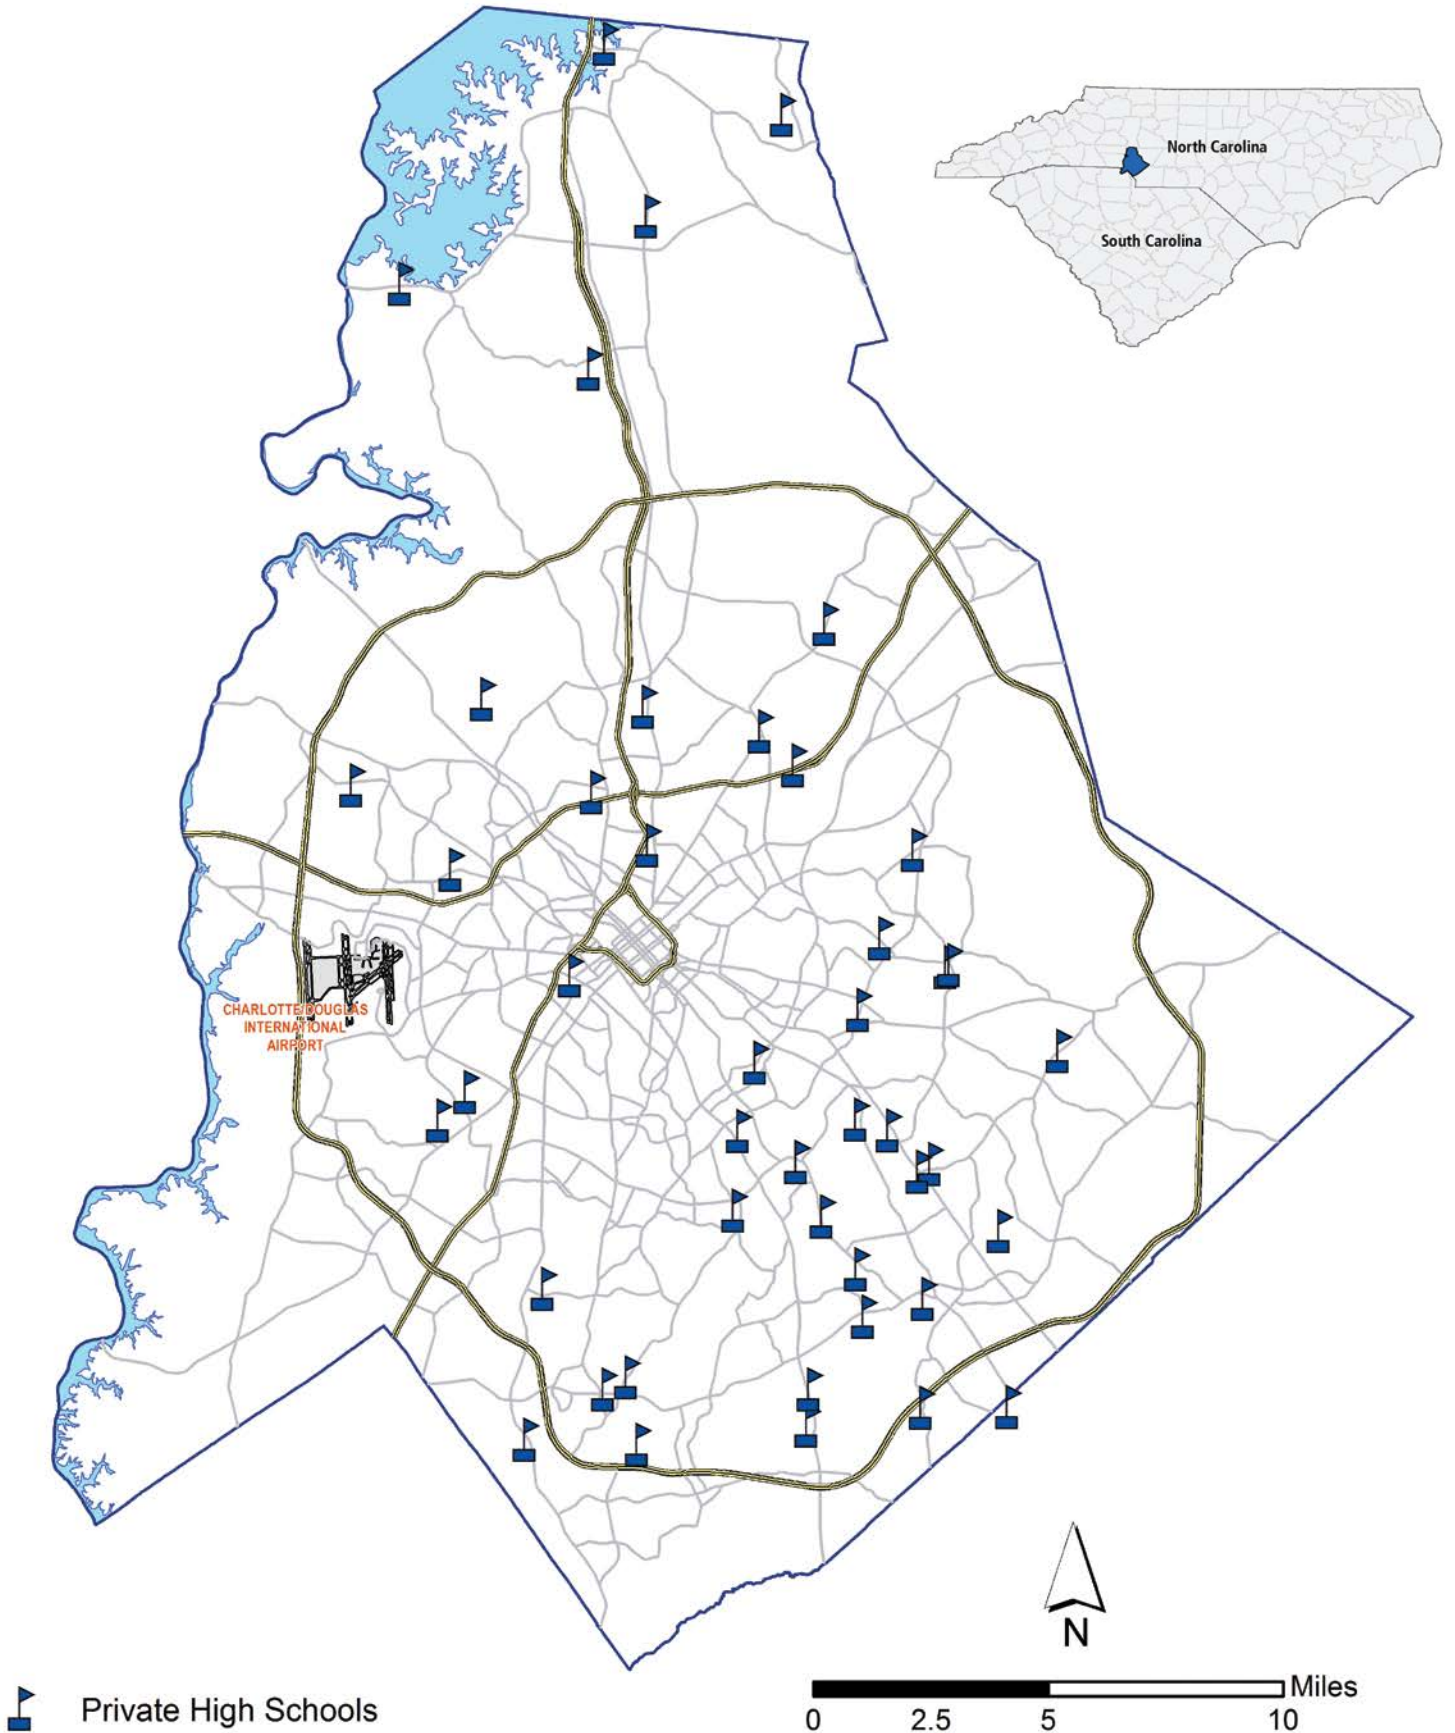 North Carolina
South Carolina
CHARLOTTE/DOUGLAS
INTERNATIONAL
AIRPORT
N
Private High Schools
Miles
0 2.5 5 10